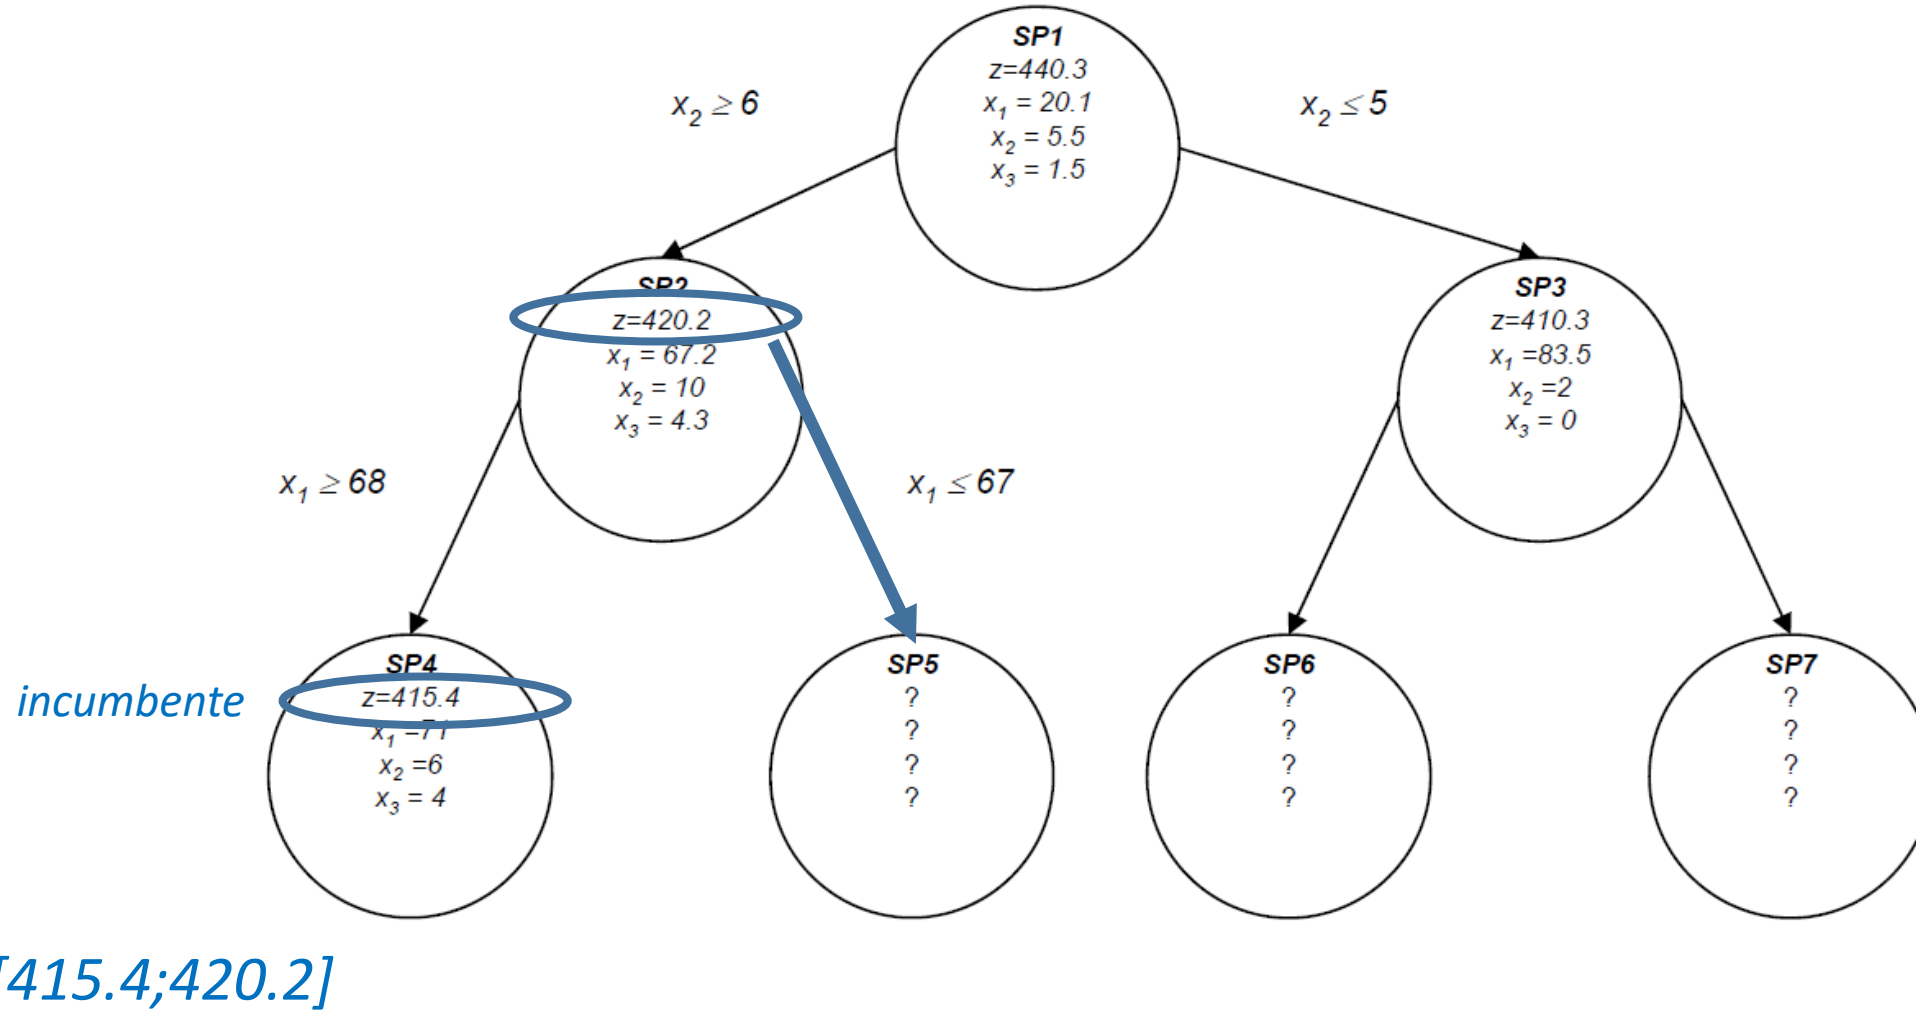 SP1
z=440.3
x1 = 20.1
x2 = 5.5
x3 = 1.5
x2 ≥ 6
x2 ≤ 5
SP2
z=420.2
x1 = 67.2
x2 = 10
x3 = 4.3
SP3
z=410.3
x1 =83.5
x2 =2
x3 = 0
x1 ≥ 68
x1 ≤ 67
incumbente
SP4
z=415.4
x1 =71
x2 =6
x3 = 4
SP5
?
?
?
?
SP6
?
?
?
?
SP7
?
?
?
?
[415.4;420.2]